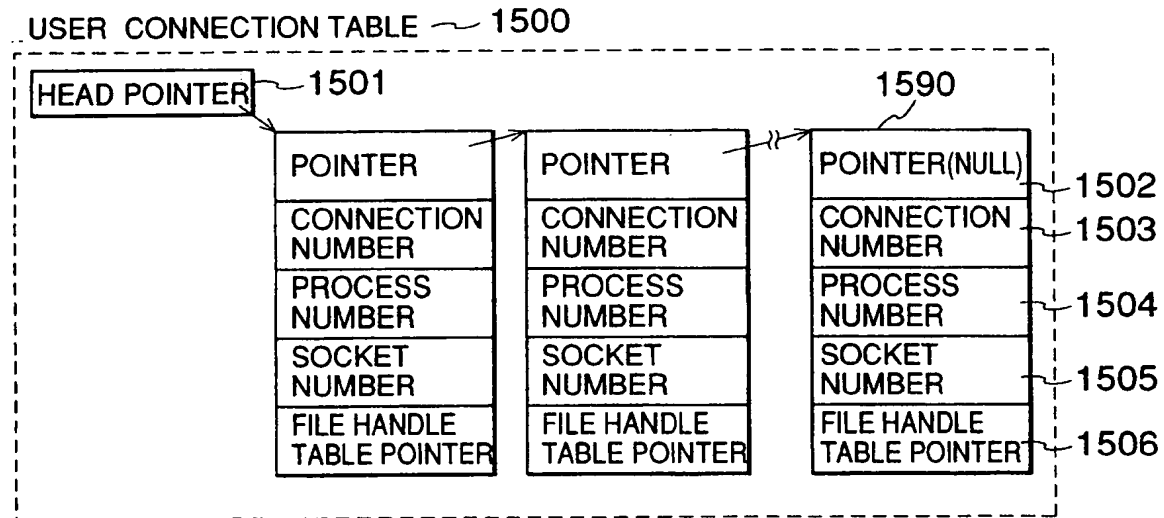 USER CONNECTION TABLE 1500
HEAD POINTER 1501
1590
POINTER
CONNECTION
NUMBER
PROCESS
NUMBER
SOCKET
NUMBER
FILE HANDLE
TABLE POINTER
POINTER
CONNECTION
NUMBER
PROCESS
NUMBER
SOCKET
NUMBER
FILE HANDLE
TABLE POINTER
POINTER(NULL) 1502
CONNECTION
NUMBER 1503
PROCESS
NUMBER 1504
SOCKET
NUMBER 1505
FILE HANDLE
TABLE POINTER 1506